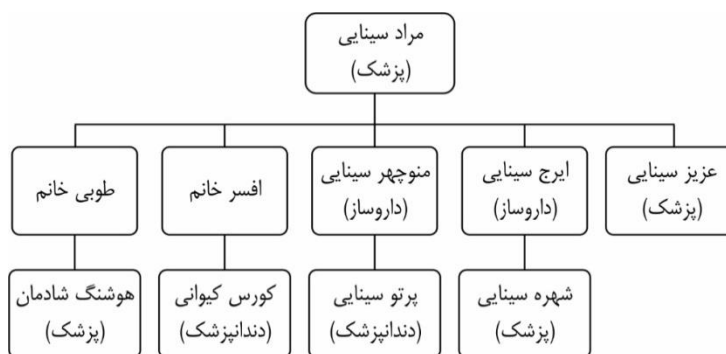 مراد سینایی
(پزشک)
عزیز سینایی
(پزشک)
ایرج سینایی
(داروساز)
منوچهر سینایی
(داروساز)
افسر خانم
طوبی خانم
شهره سینایی
(پزشک)
پرتو سینایی
(دندانپزشک)
کورس کیوانی
(دندانپزشک)
هوشنگ شادمان
(پزشک)